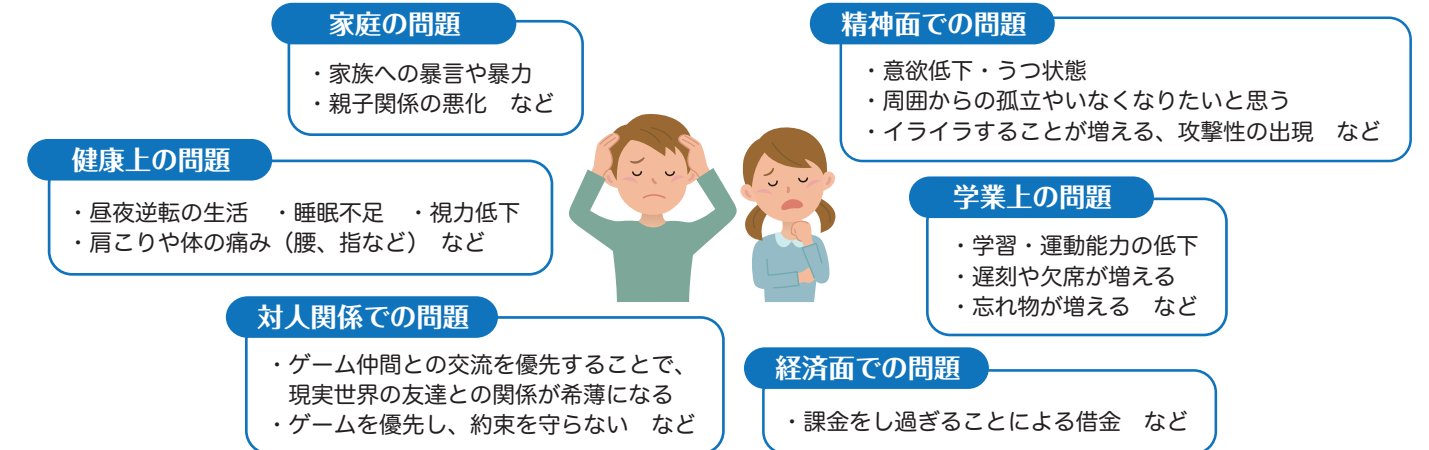 家庭の問題
・家族への暴言や暴力
・親子関係の悪化　など
精神面での問題
・意欲低下・うつ状態
・周囲からの孤立やいなくなりたいと思う
・イライラすることが増える、攻撃性の出現　など
健康上の問題
・昼夜逆転の生活　・睡眠不足　・視力低下
・肩こりや体の痛み（腰、指など）　など
学業上の問題
・学習・運動能力の低下
・遅刻や欠席が増える
・忘れ物が増える　など
対人関係での問題
・ゲーム仲間との交流を優先することで、
現実世界の友達との関係が希薄になる
・ゲームを優先し、約束を守らない　など
経済面での問題
・課金をし過ぎることによる借金　など